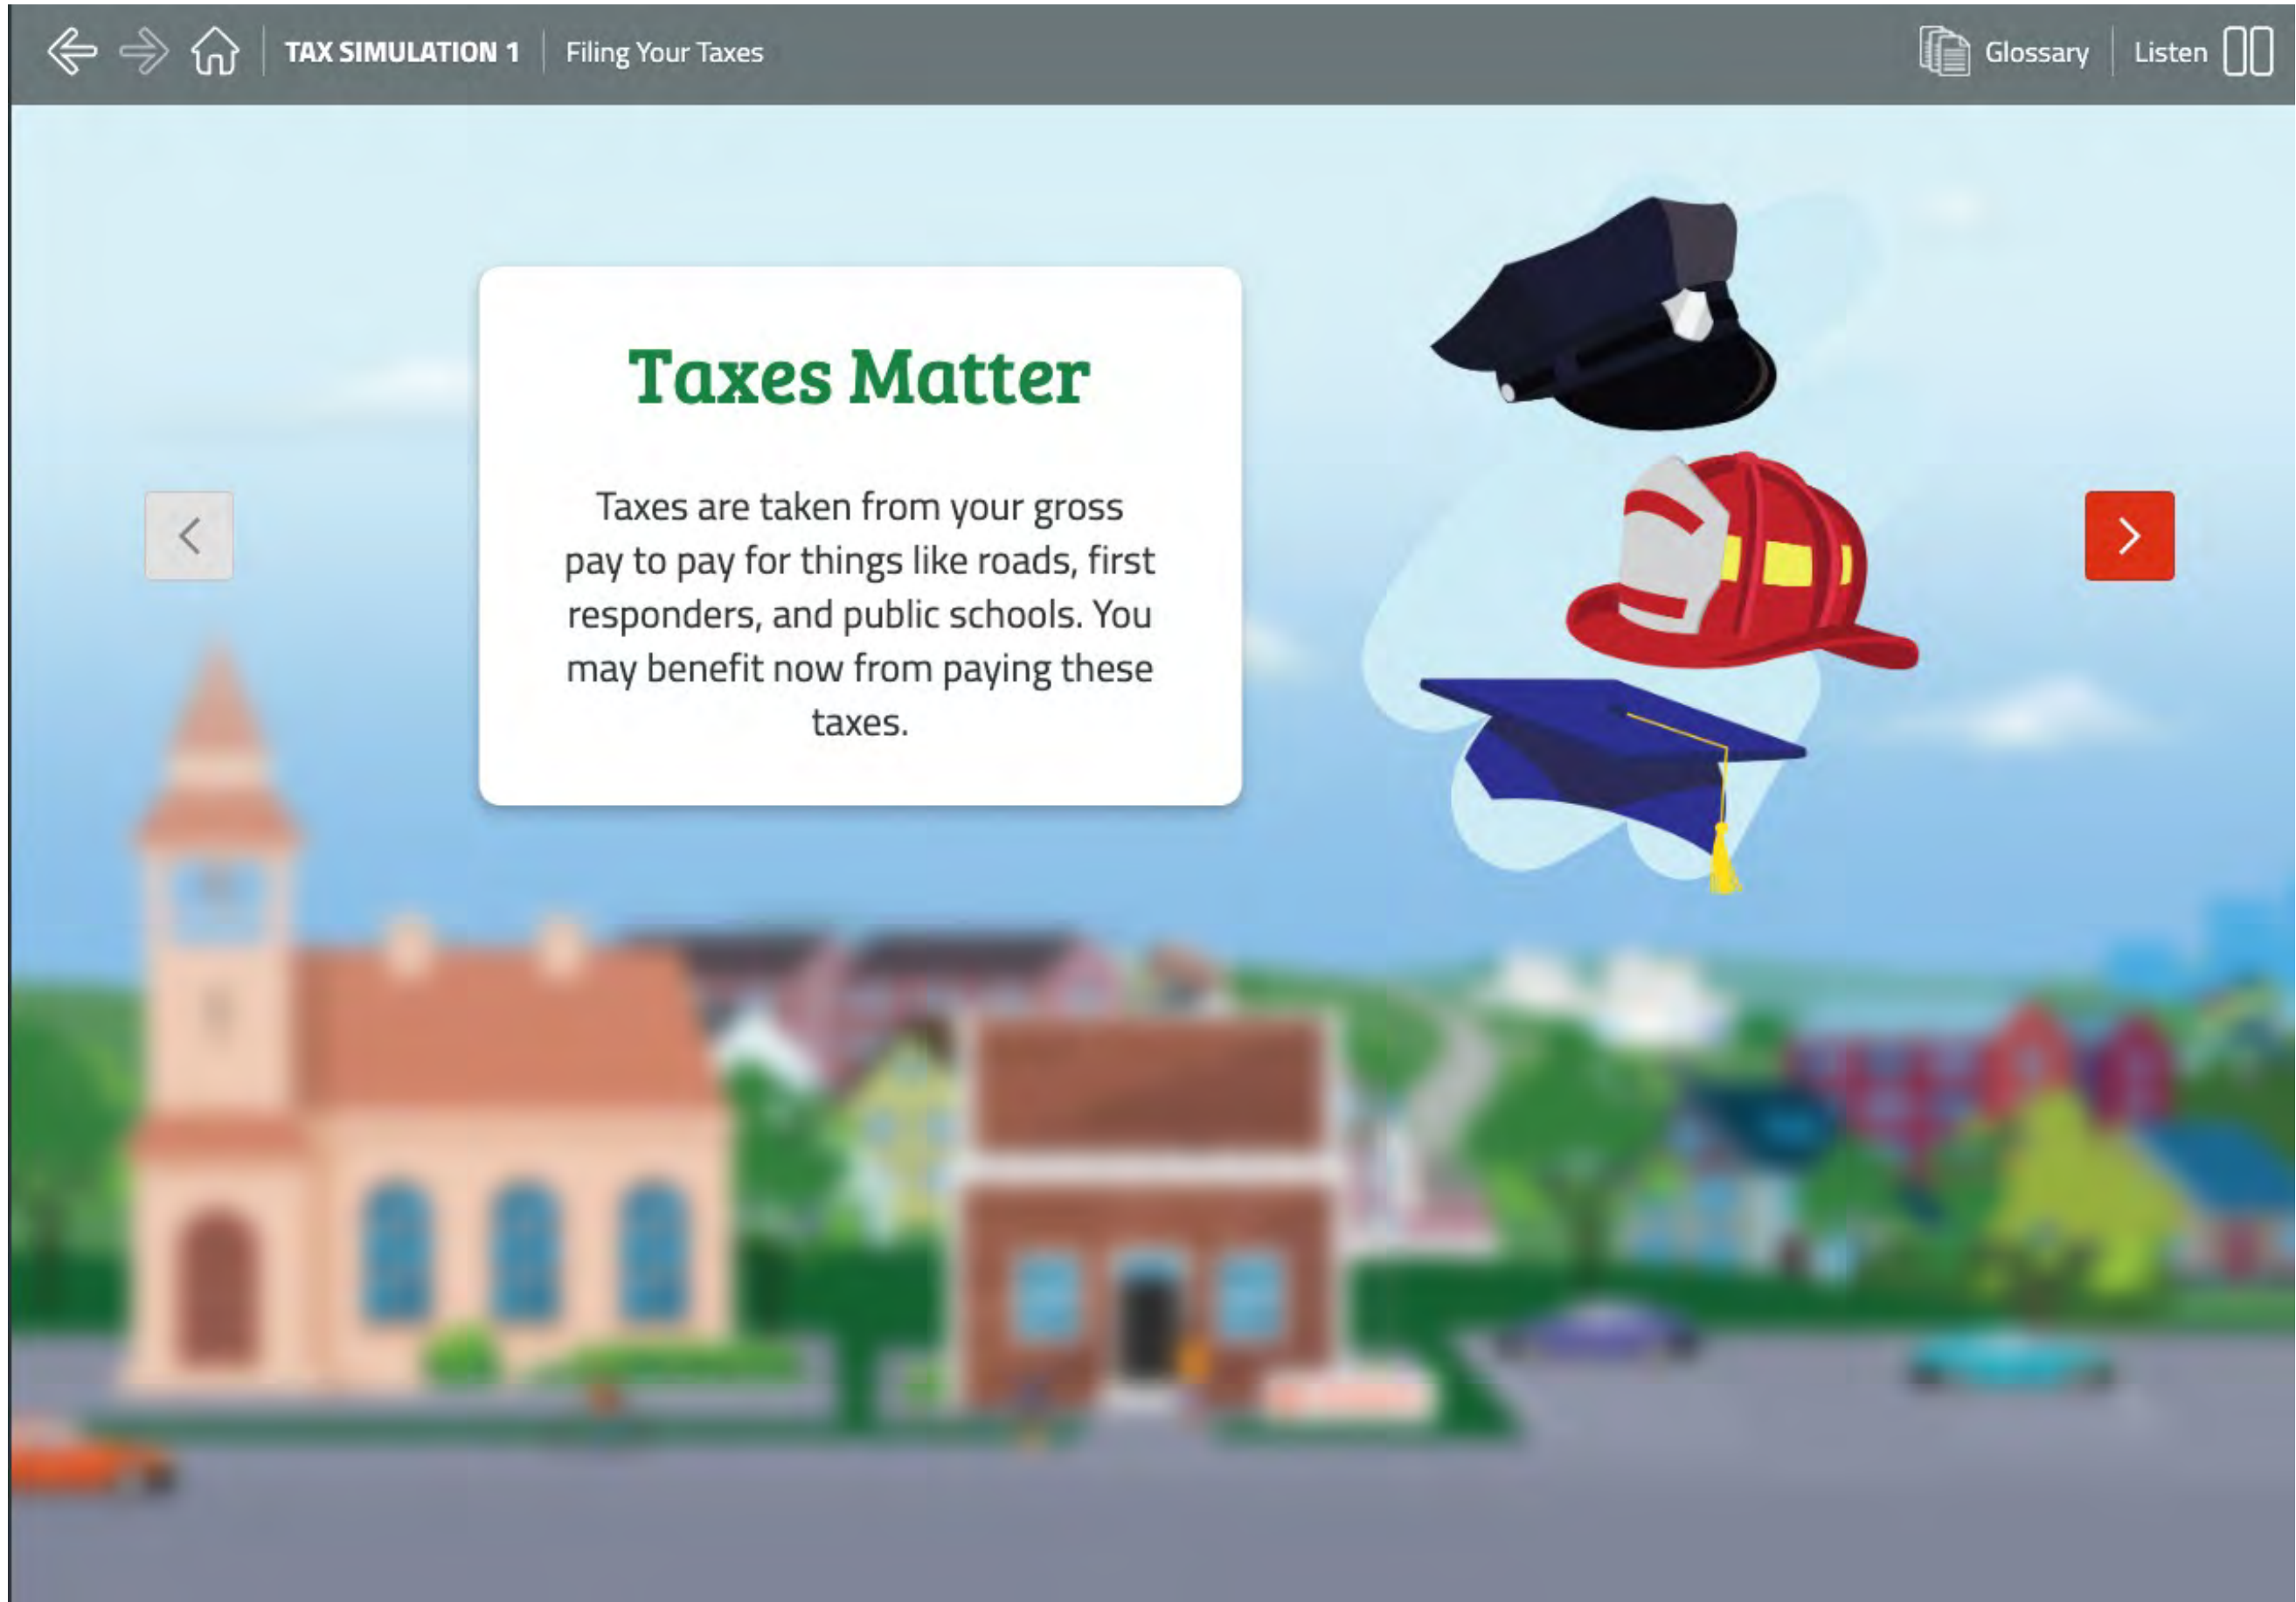 TAX SIMULATION 1 Filing Your Taxes Glossary Listen
Taxes Matter
Taxes are taken from your gross
pay to pay for things like roads, first
responders, and public schools. You
may benefit now from paying these
taxes.